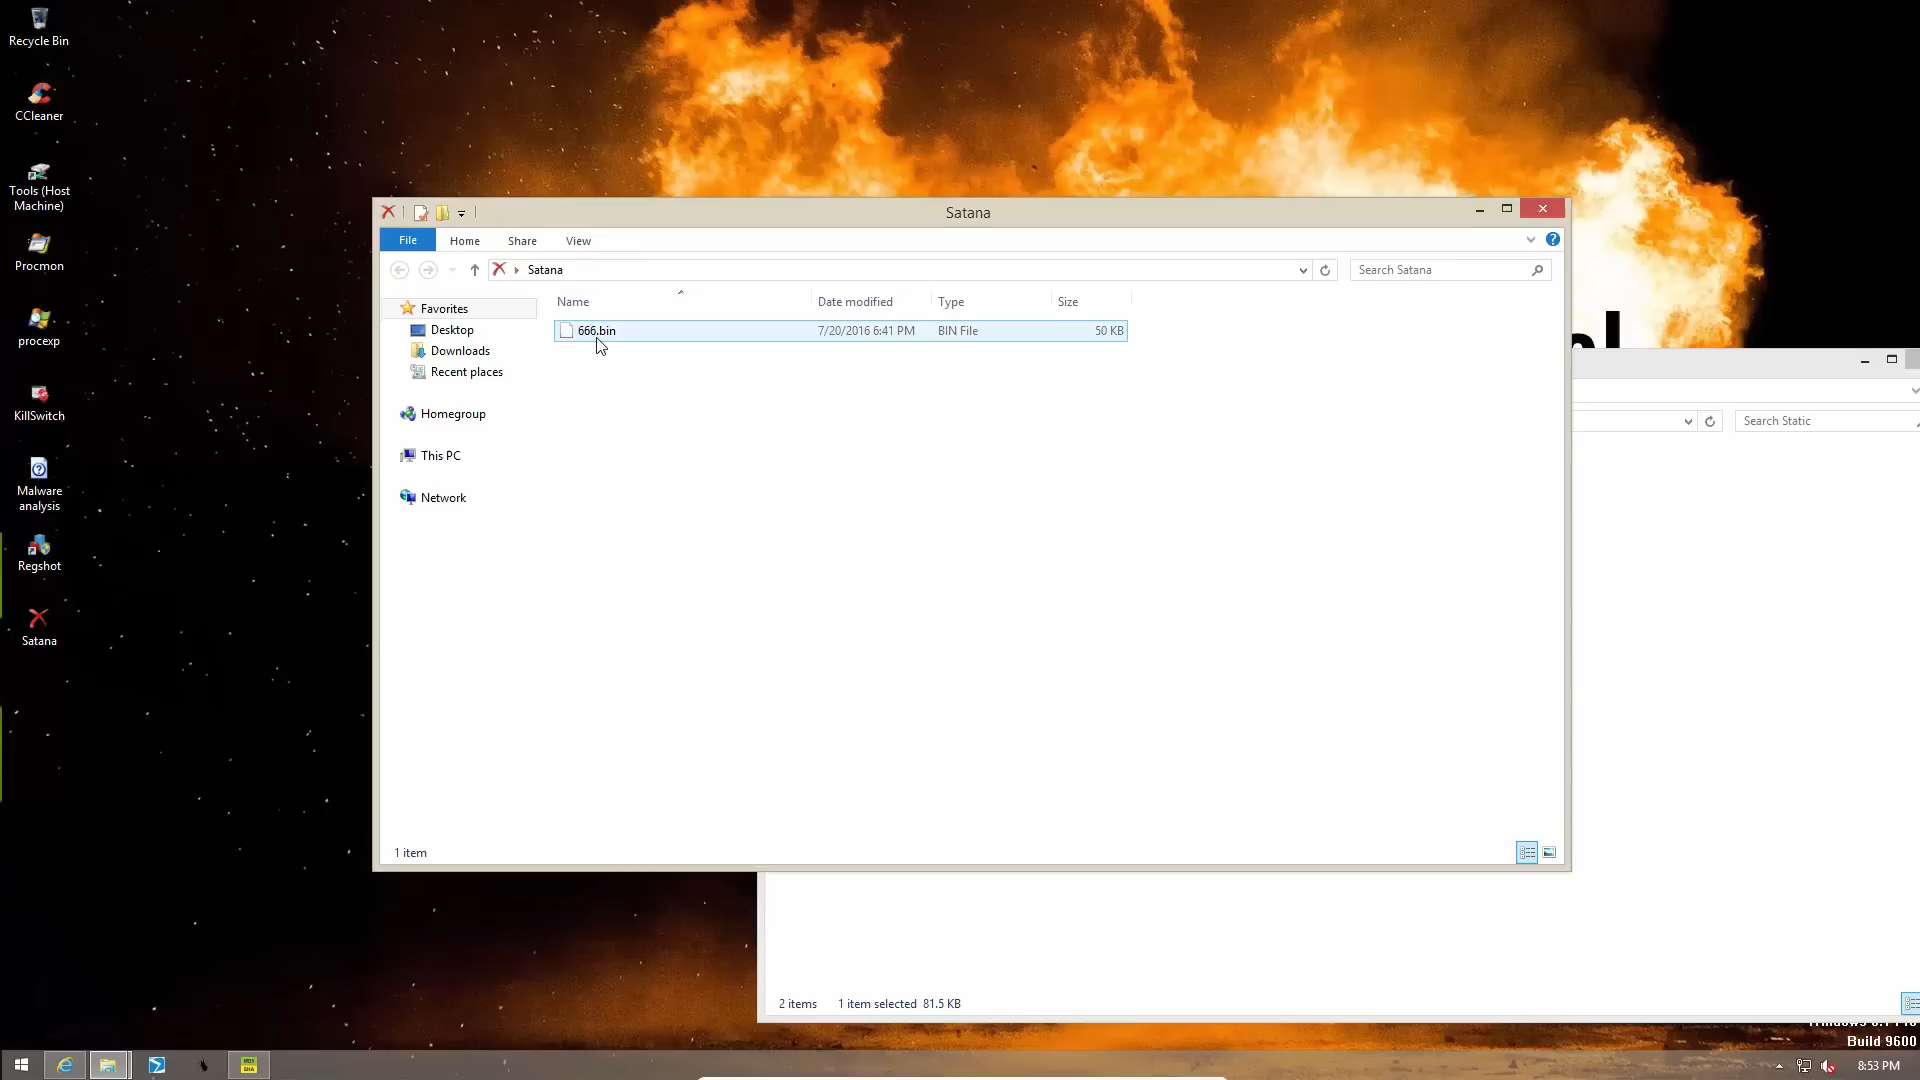 Recycle Bin
CCleaner
Tools (Host
Machine)
Procmon
procexp
KillSwitch
Malware
analysis
Regshot
Satana
Satana
File
Home
Share
View
Satana
Search Satana
Name
Date modified
Type
Size
Favorites
Desktop
Downloads
Recent places
Homegroup
This PC
Network
666.bin
7/20/2016 6:41 PM
BIN File
50 KB
1 item
Search Static
2 items
1 item selected 81.5 KB
Build 9600
MD5
SHA
8:53 PM